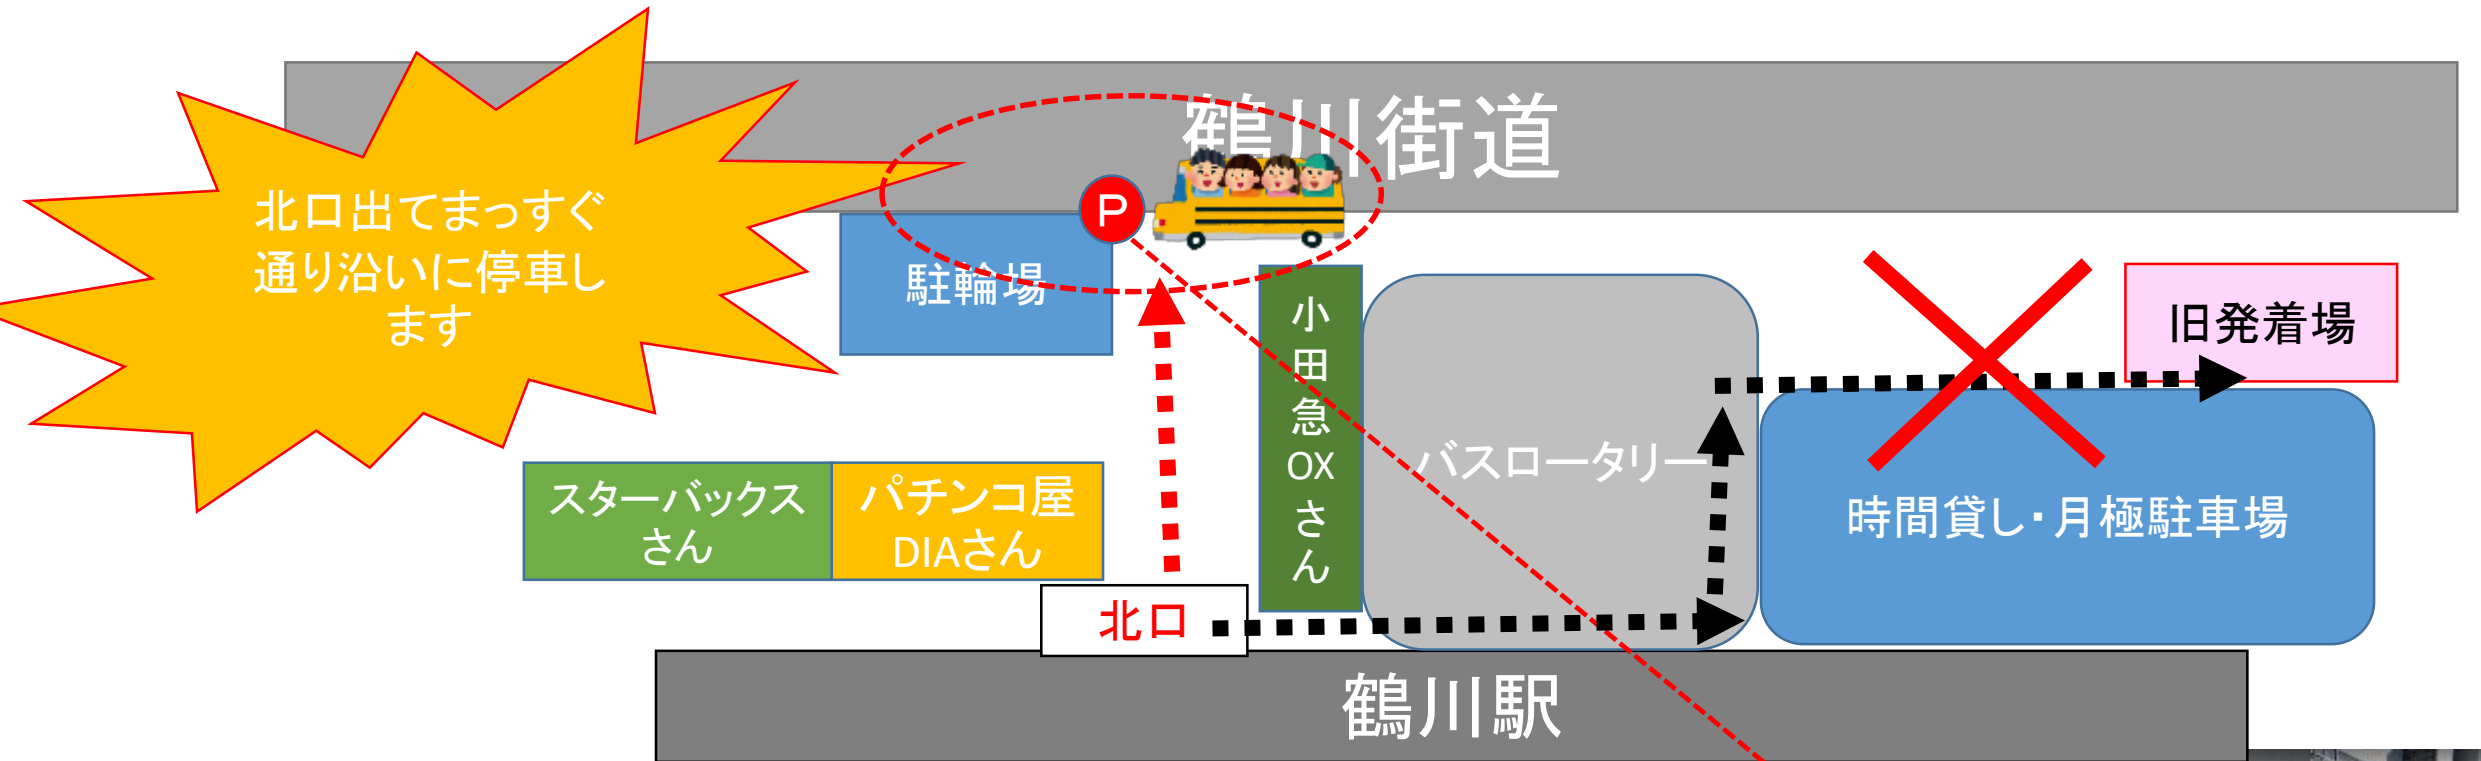 鶴川街道
北口出てまっすぐ
通り沿いに停車し
ます
P
駐輪場
小
田
急
OX
さ
ん
バスロータリー
旧発着場
スターバックス
さん
パチンコ屋
DIAさん
時間貸し・月極駐車場
北口
鶴川駅